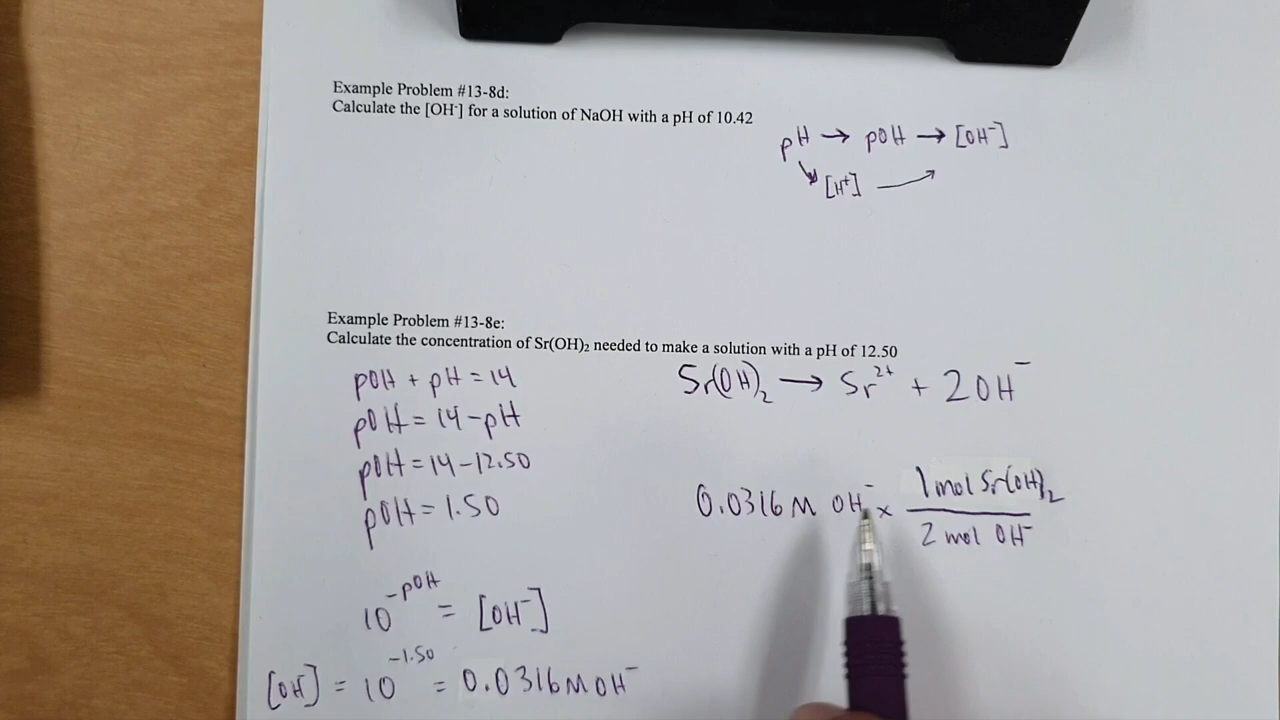 Example Problem #13-8d:
Calculate the [OH⁻] for a solution of NaOH with a pH of 10.42
pH → pOH → [OH⁻]
↘ [H⁺] ⟶
Example Problem #13-8e:
Calculate the concentration of Sr(OH)₂ needed to make a solution with a pH of 12.50
pOH + pH = 14
Sr(OH)₂ → Sr²⁺ + 2OH⁻
pOH = 14 - pH
pOH = 14 - 12.50
pOH = 1.50
0.0316 M OH⁻ × 1 mol Sr(OH)₂
2 mol OH⁻
10^-pOH = [OH⁻]
[OH⁻] = 10^-1.50 = 0.0316 M OH⁻